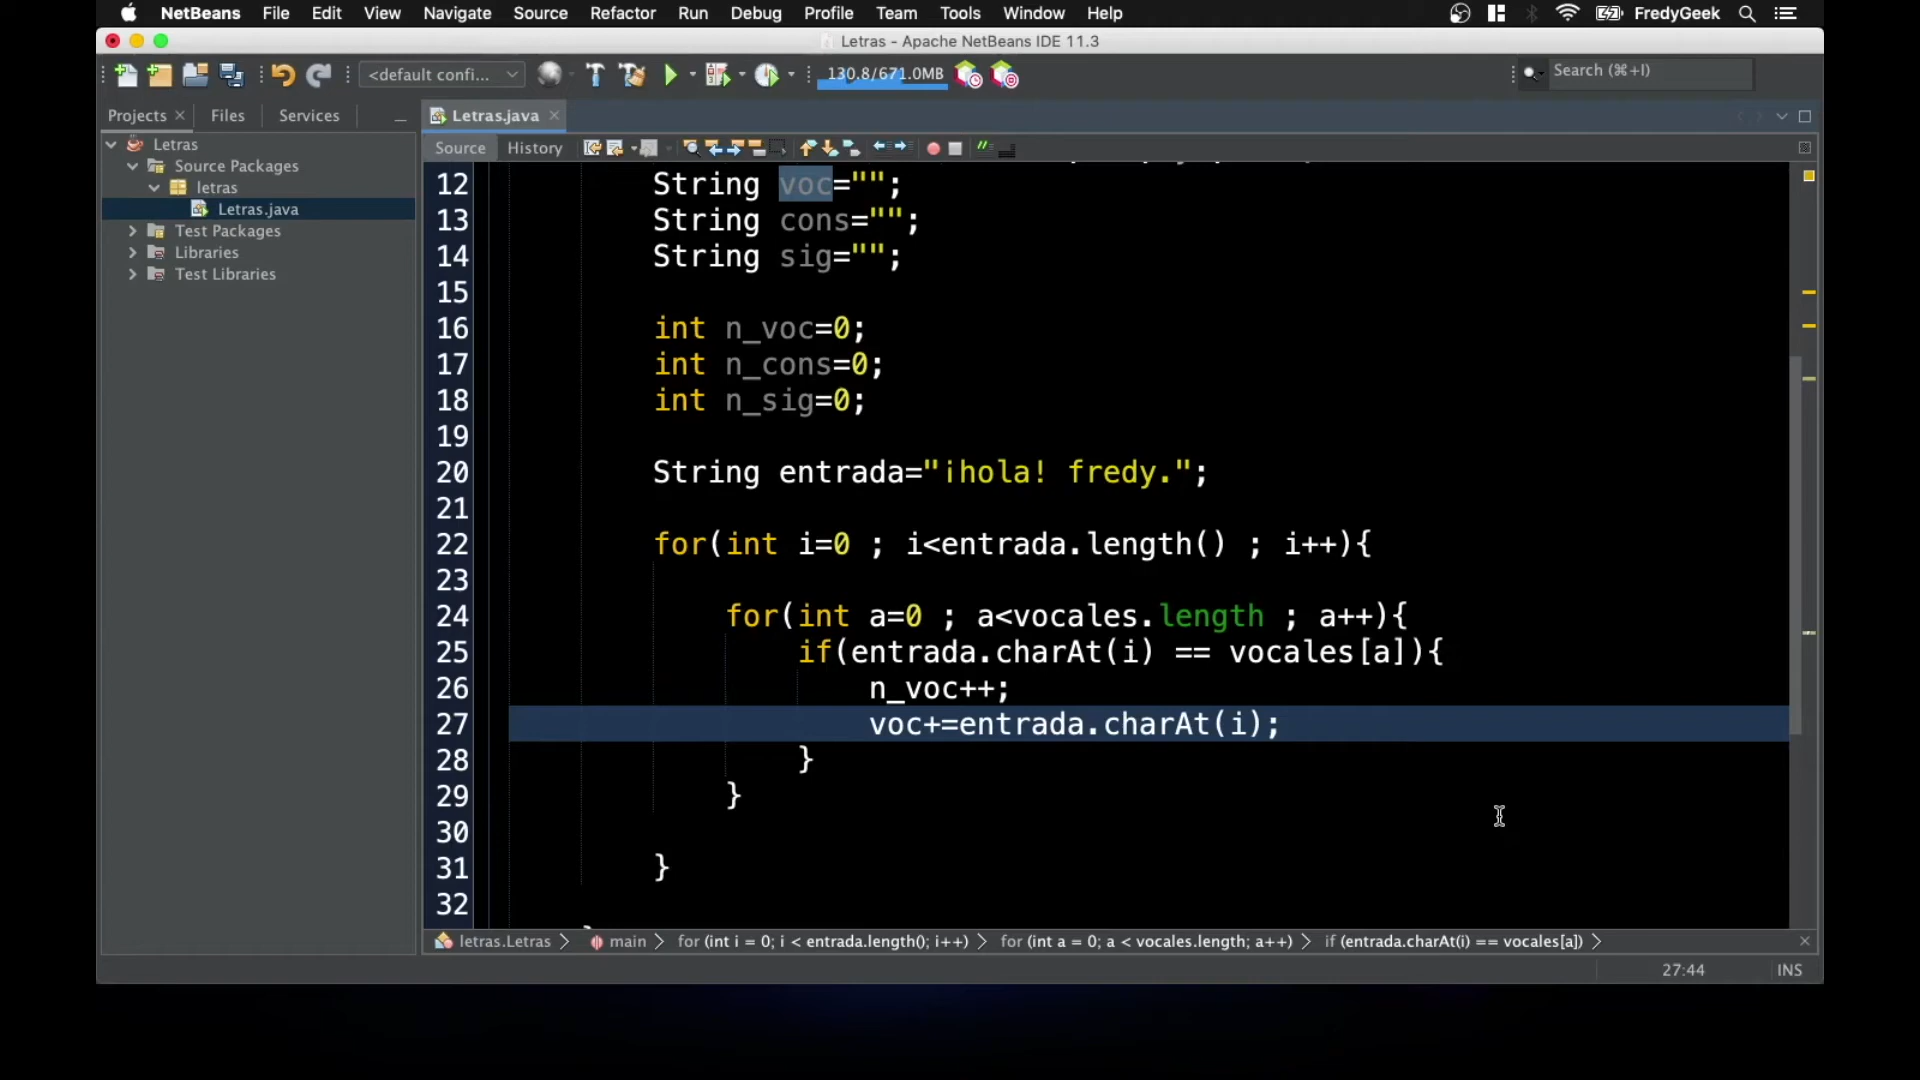 NetBeans File Edit View Navigate Source Refactor Run Debug Profile Team Tools Window Help FredyGeek
Letras - Apache NetBeans IDE 11.3
<default confi... 130.8/671.0MB Search (⌘+I)
Projects Files Services Letras.java
Source History
Letras
Source Packages
letras
Letras.java
Test Packages
Libraries
Test Libraries
12 String voc="";
13 String cons="";
14 String sig="";
15
16 int n_voc=0;
17 int n_cons=0;
18 int n_sig=0;
19
20 String entrada="¡hola! fredy.";
21
22 for(int i=0 ; i<entrada.length() ; i++){
23
24 for(int a=0 ; a<vocales.length ; a++){
25 if(entrada.charAt(i) == vocales[a]){
26 n_voc++;
27 voc+=entrada.charAt(i);
28 }
29 }
30
31 }
32
letras.Letras main for (int i = 0; i < entrada.length(); i++) for (int a = 0; a < vocales.length; a++) if (entrada.charAt(i) == vocales[a])
27:44 INS